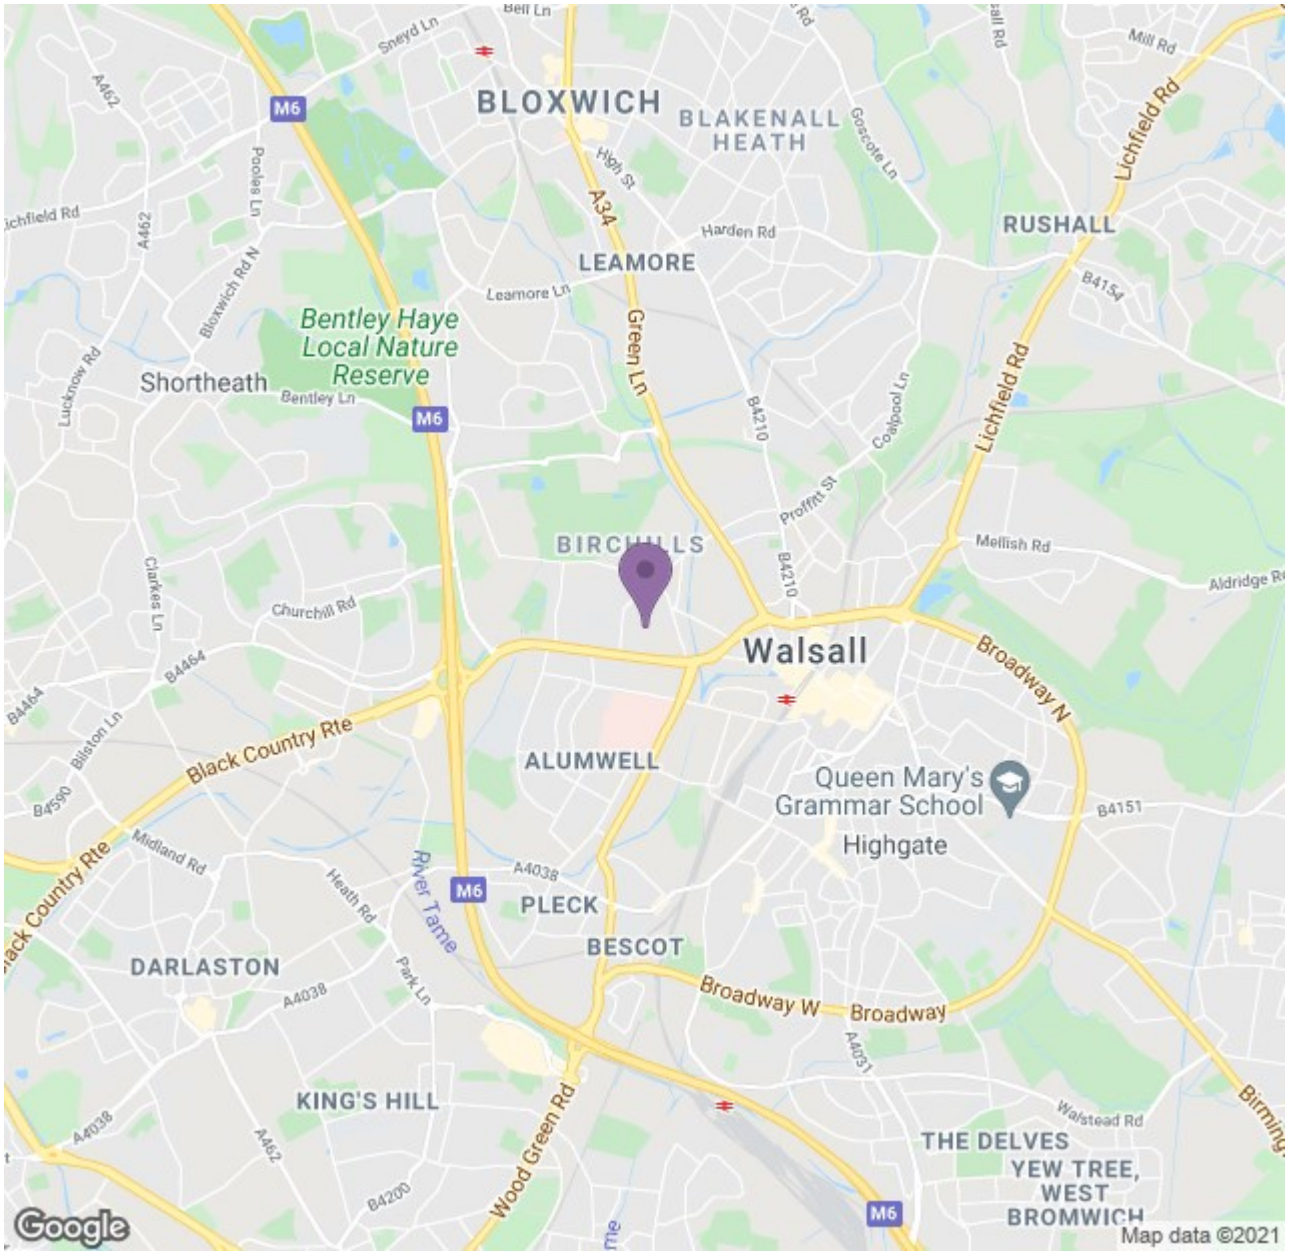 Bell Ln
Sneyd Ln
Mill Rd
A462
M6
BLOXWICH
BLAKENALL
HEATH
Goscote Ln
Lichfield Rd
Pooles Ln
High St
A34
A462
Harden Rd
RUSHALL
LEAMORE
B4154
Leamore Ln
Bloxwich Rd N
Bentley Haye
Local Nature
Reserve
Green Ln
Lucknow Rd
Shortheath
Bentley Ln
M6
B4210
Coalpool Ln
Lichfield Rd
Proffitt St
BIRCHILLS
Mellish Rd
B4210
Aldridge
Clarkes Ln
Churchill Rd
B4464
Walsall
Broadway N
B4464
Bilston Ln
Black Country Rte
ALUMWELL
Queen Mary's
Grammar School
B4590
B4151
Highgate
Midland Rd
Black Country Rte
Heath Rd
River Tame
A4038
M6
PLECK
BESCOT
DARLASTON
Park Ln
A4038
Broadway W
Broadway
A4031
KING'S HILL
Walstead Rd
A4038
A462
Wood Green Rd
THE DELVES
YEW TREE,
WEST
BROMWICH
B4200
M6
Google
Map data ©2021